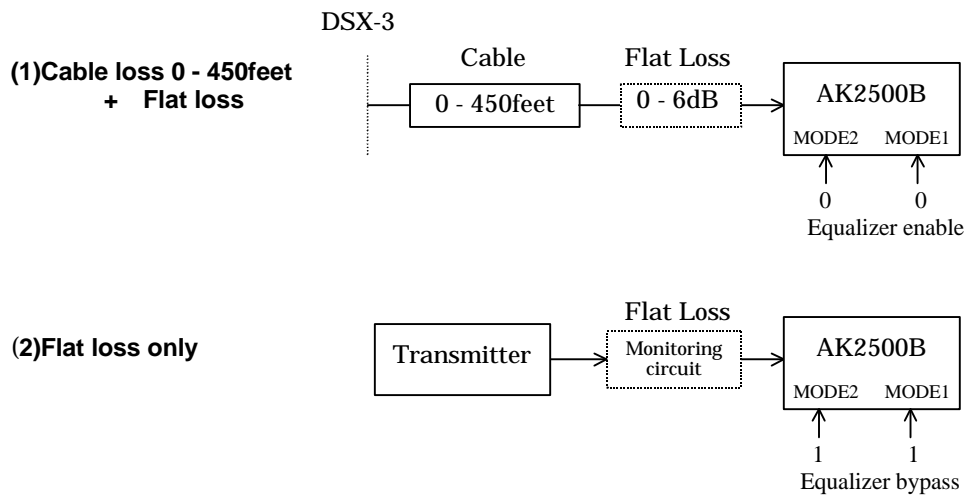 DSX-3
(1)Cable loss 0 - 450feet
+ Flat loss
Cable
Flat Loss
0 - 450feet
0 - 6dB
AK2500B
MODE2 MODE1
0 0
Equalizer enable
(2)Flat loss only
Flat Loss
Transmitter
Monitoring
circuit
AK2500B
MODE2 MODE1
1 1
Equalizer bypass